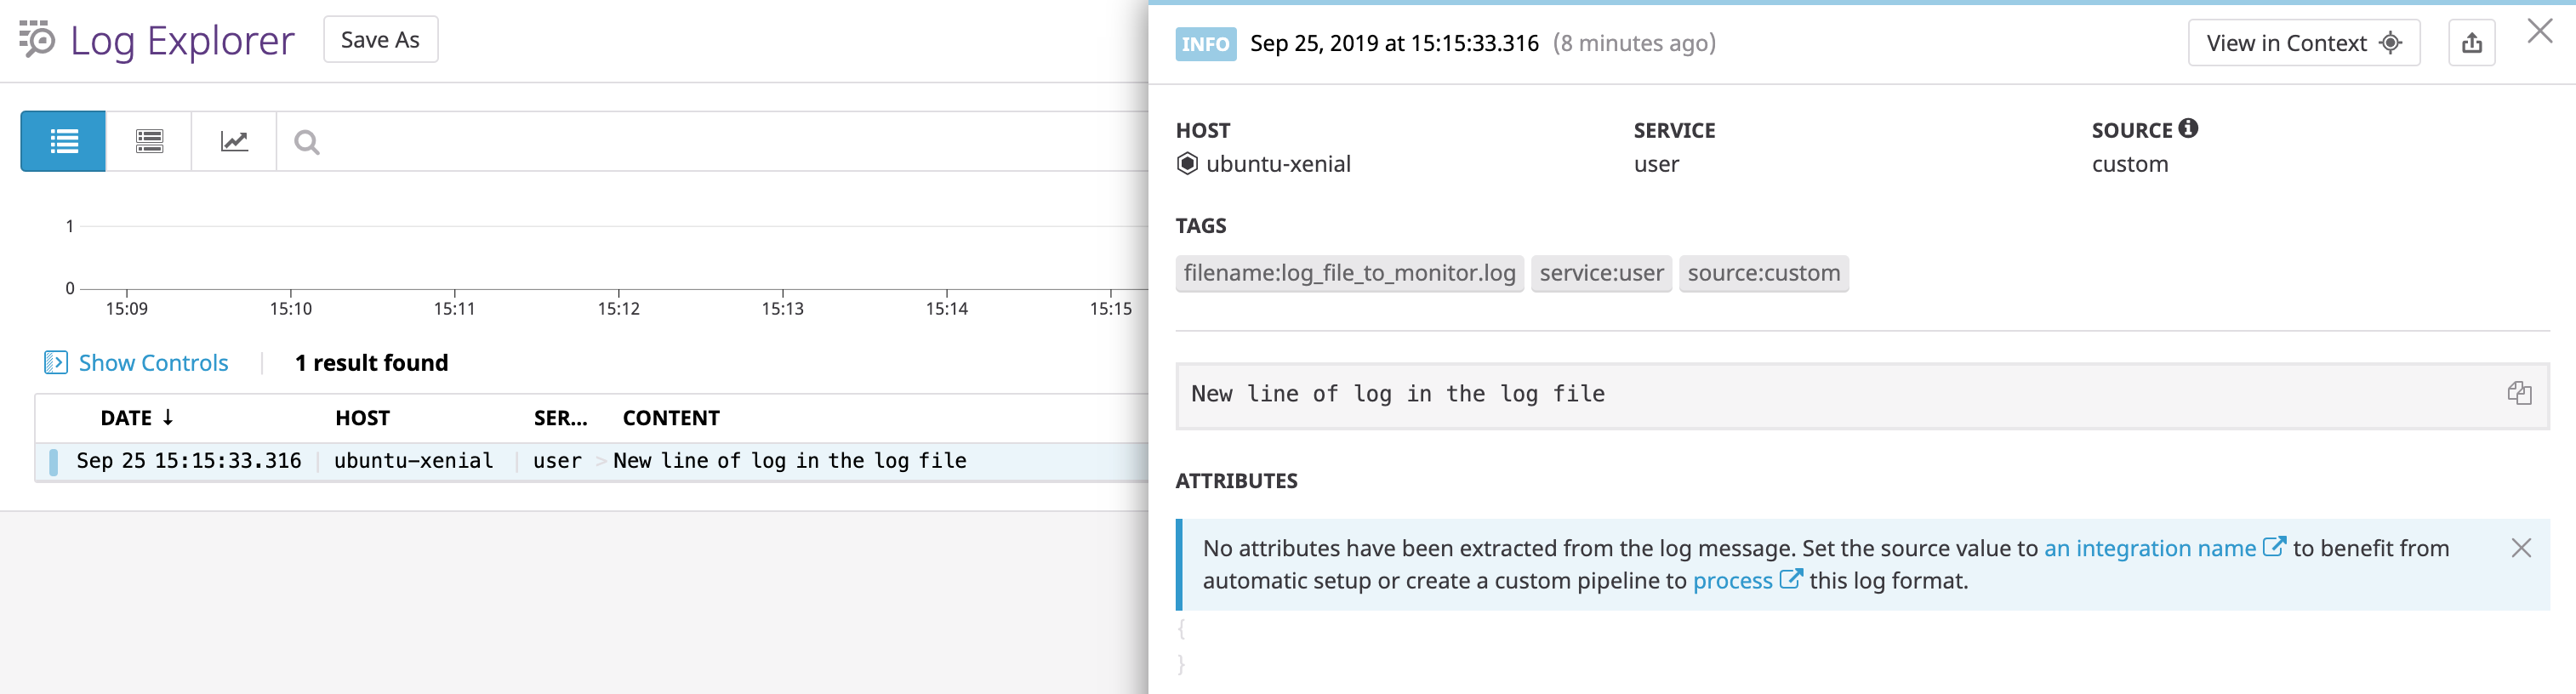 Log Explorer
Save As
1
0
15:09 15:10 15:11 15:12 15:13 15:14 15:15
Show Controls
1 result found
DATE ↓ HOST SER... CONTENT
Sep 25 15:15:33.316 ubuntu-xenial user > New line of log in the log file
INFO Sep 25, 2019 at 15:15:33.316 (8 minutes ago)
View in Context
HOST SERVICE SOURCE
ubuntu-xenial user custom
TAGS
filename:log_file_to_monitor.log service:user source:custom
New line of log in the log file
ATTRIBUTES
No attributes have been extracted from the log message. Set the source value to an integration name to benefit from
automatic setup or create a custom pipeline to process this log format.
{
}